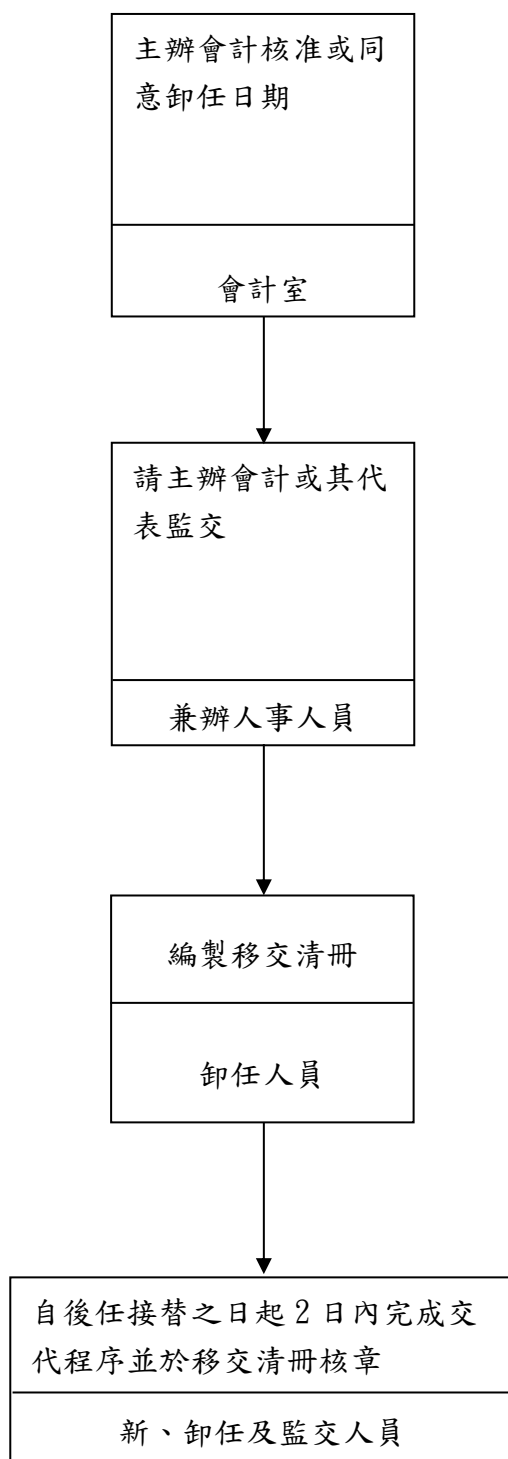 主辦會計核准或同
意卸任日期
會計室
請主辦會計或其代
表監交
兼辦人事人員
編製移交清冊
卸任人員
自後任接替之日起 2 日內完成交
代程序並於移交清冊核章
新、卸任及監交人員